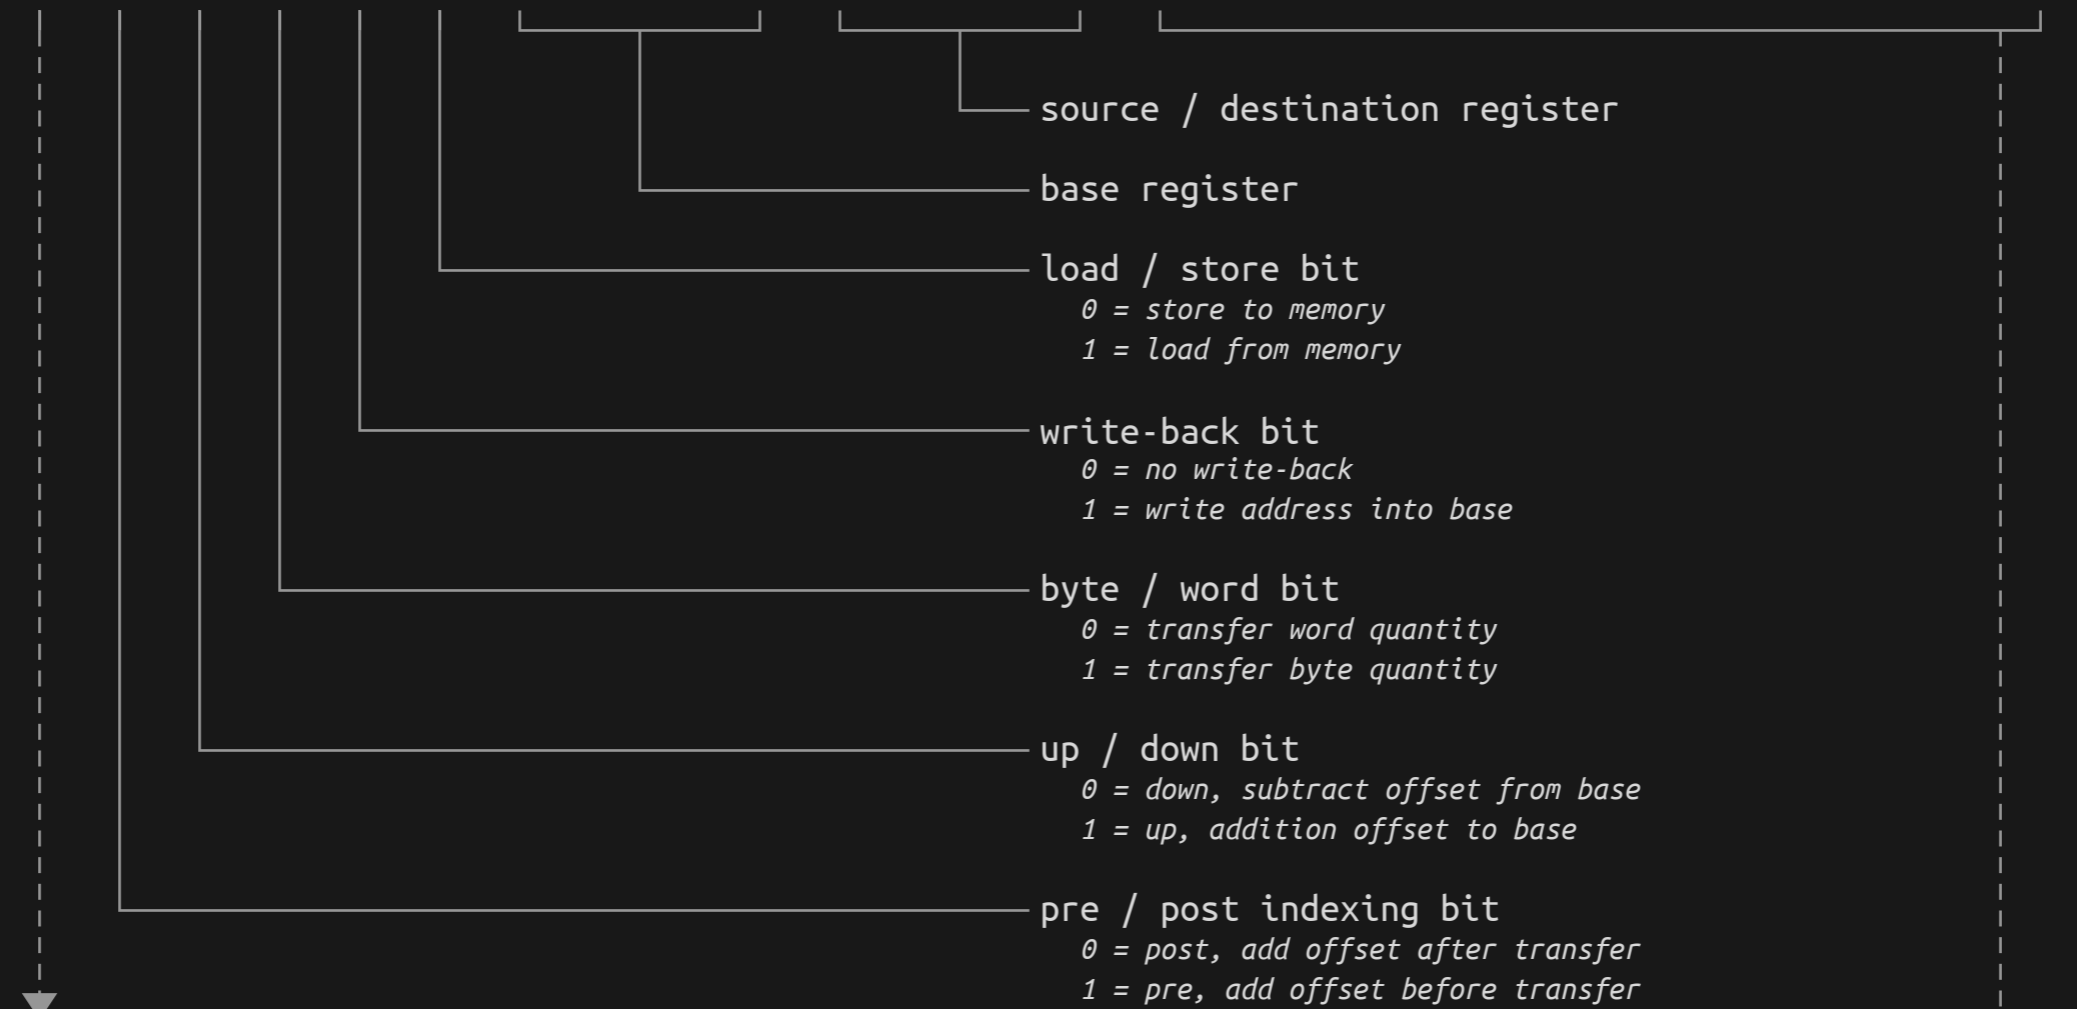 source / destination register
base register
load / store bit
0 = store to memory
1 = load from memory
write-back bit
0 = no write-back
1 = write address into base
byte / word bit
0 = transfer word quantity
1 = transfer byte quantity
up / down bit
0 = down, subtract offset from base
1 = up, addition offset to base
pre / post indexing bit
0 = post, add offset after transfer
1 = pre, add offset before transfer